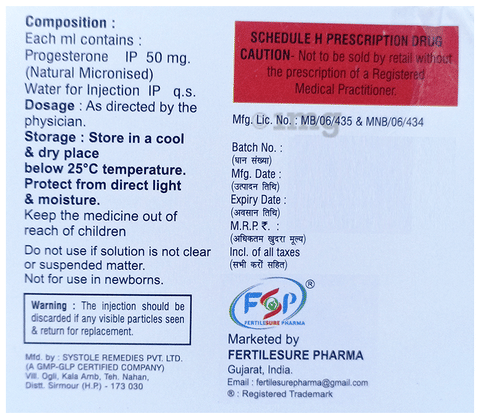 Composition :
Each ml contains :
Progesterone IP 50 mg.
(Natural Micronised)
Water for Injection IP q.s.
Dosage : As directed by the
physician.
Storage : Store in a cool
& dry place
below 25°C temperature.
Protect from direct light
& moisture.
Keep the medicine out of
reach of children
Do not use if solution is not clear
or suspended matter.
Not for use in newborns.
Warning : The injection should be
discarded if any visible particles seen
& return for replacement.
Mfd. by : SYSTOLE REMEDIES PVT. LTD.
(A GMP-GLP CERTIFIED COMPANY)
Vill. Ogli, Kala Amb, Teh. Nahan,
Distt. Sirmour (H.P.) - 173 030
SCHEDULE H PRESCRIPTION DRUG
CAUTION- Not to be sold by retail without
the prescription of a Registered
Medical Practitioner.
Mfg. Lic. No. : MB/06/435 & MNB/06/434
Batch No. :
(धान संख्या)
Mfg. Date :
(उत्पादन तिथि)
Expiry Date :
(अवसान तिथि)
M.R.P. ₹. :
(अधिकतम खुदरा मूल्य)
Incl. of all taxes
(सभी करों सहित)
FSP ®
FERTILESURE PHARMA
Marketed by
FERTILESURE PHARMA
Gujarat, India.
Email : fertilesurepharma@gmail.com
® : Registered Trademark